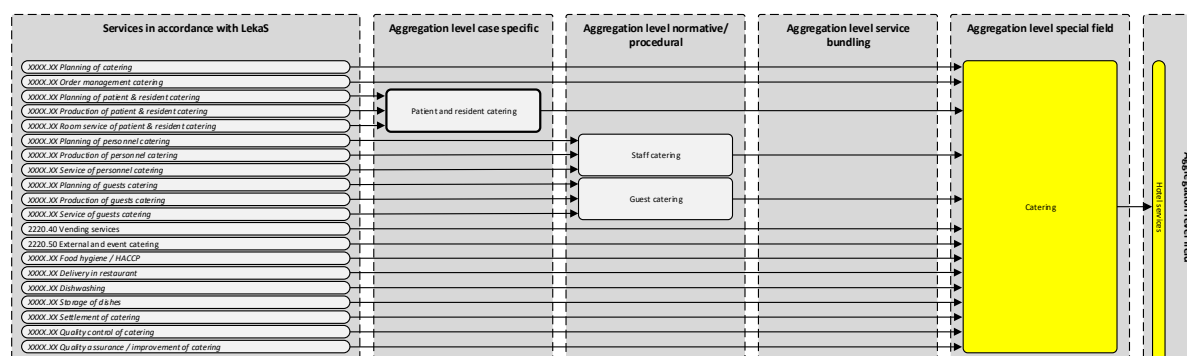 Services in accordance with LekaS
Aggregation level case specific
Aggregation level normative/
procedural
Aggregation level service
bundling
Aggregation level special field
XXXX.XX Planning of catering
XXXX.XX Order management catering
XXXX.XX Planning of patient & resident catering
XXXX.XX Production of patient & resident catering
XXXX.XX Room service of patient & resident catering
XXXX.XX Planning of personnel catering
XXXX.XX Production of personnel catering
XXXX.XX Service of personnel catering
XXXX.XX Planning of guests catering
XXXX.XX Production of guests catering
XXXX.XX Service of guests catering
2220.40 Vending services
2220.50 External and event catering
XXXX.XX Food hygiene / HACCP
XXXX.XX Delivery in restaurant
XXXX.XX Dishwashing
XXXX.XX Storage of dishes
XXXX.XX Settlement of catering
XXXX.XX Quality control of catering
XXXX.XX Quality assurance / improvement of catering
Patient and resident catering
Staff catering
Guest catering
Catering
Hotel services